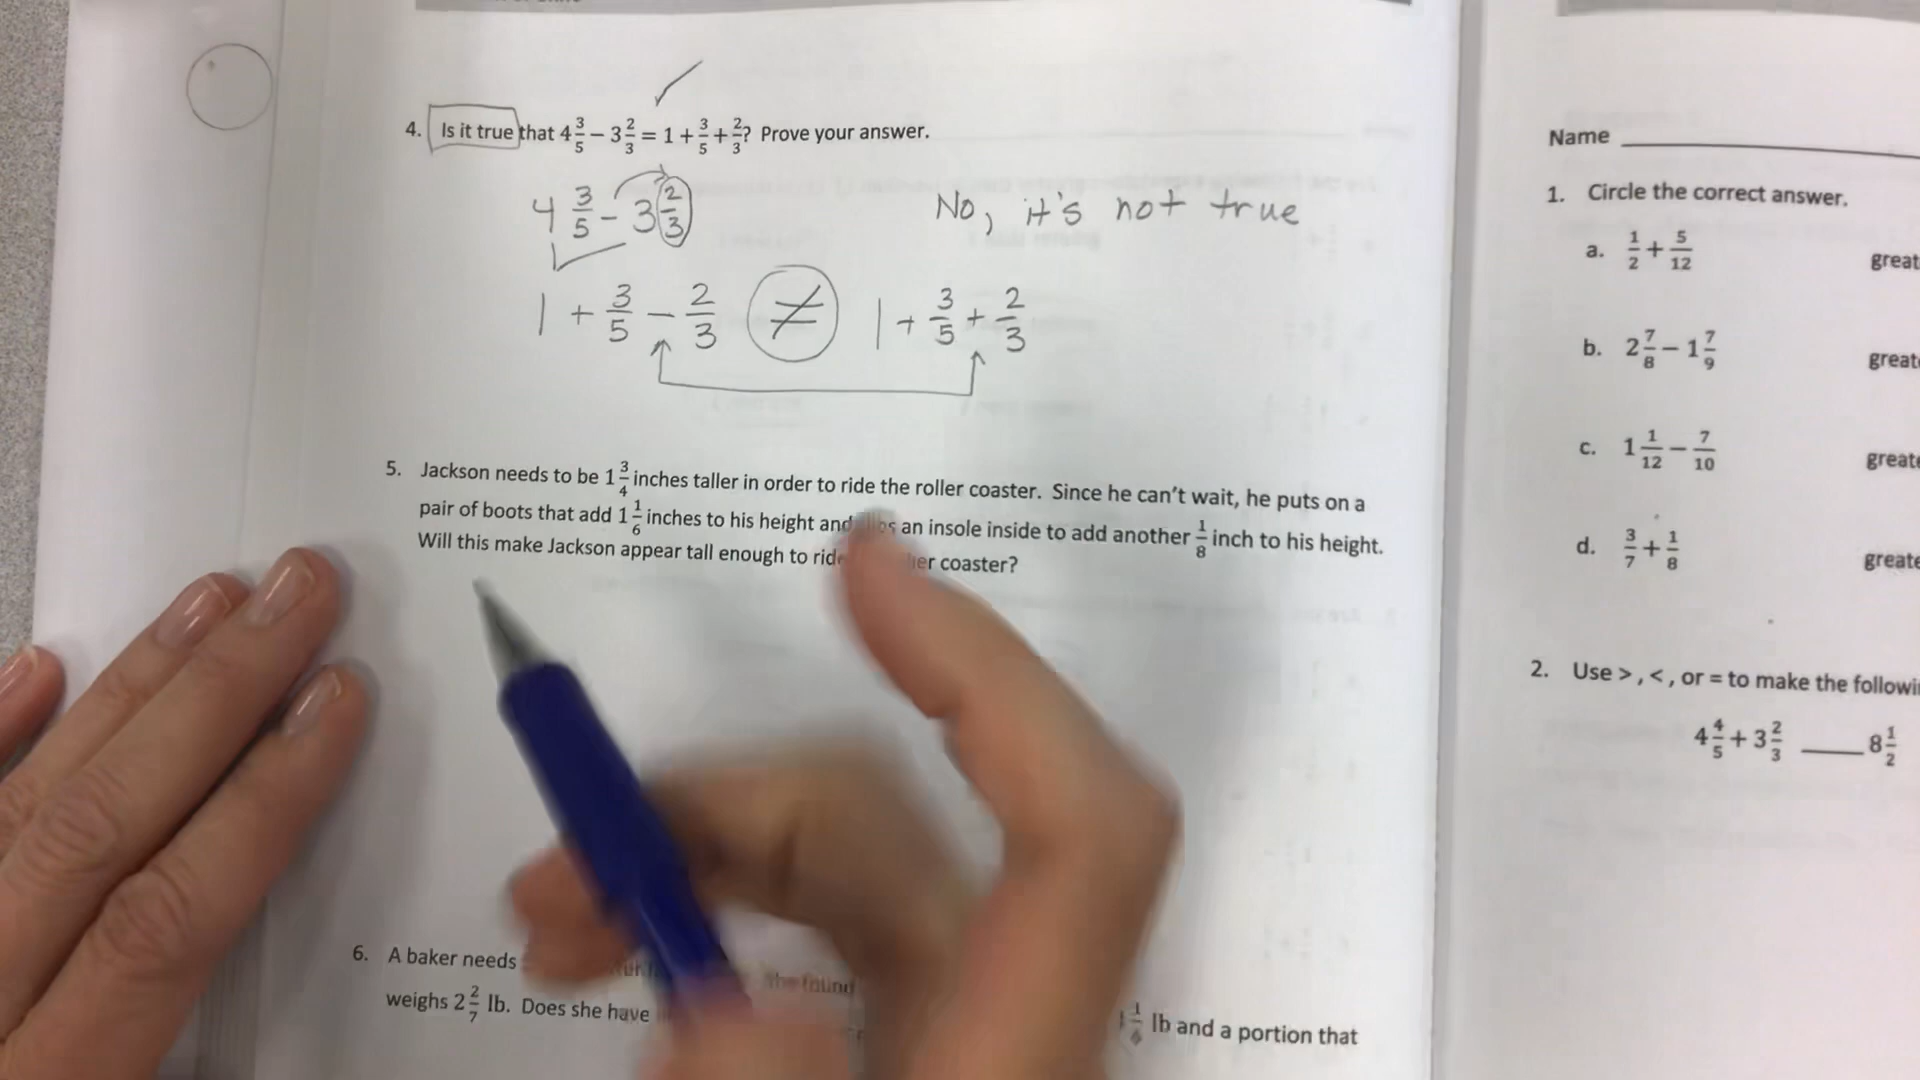 4. Is it true that 4 3/5 − 3 2/3 = 1 + 3/5 + 2/3? Prove your answer.
4 3/5 − 3 2/3
No, it's not true
1 + 3/5 − 2/3 ≠ 1 + 3/5 + 2/3
5. Jackson needs to be 1 3/4 inches taller in order to ride the roller coaster. Since he can't wait, he puts on a
pair of boots that add 1 1/6 inches to his height and an insole inside to add another 1/8 inch to his height.
Will this make Jackson appear tall enough to coaster?
6. A baker needs
lb and a portion that
weighs 2 2/7 lb. Does she have
Name
1. Circle the correct answer.
a. 1/2 + 5/12
b. 2 7/8 − 1 7/9
c. 1 1/12 − 7/10
d. 3/7 + 1/8
2. Use >, <, or = to make the
4 4/5 + 3 2/3 ____ 8 1/2